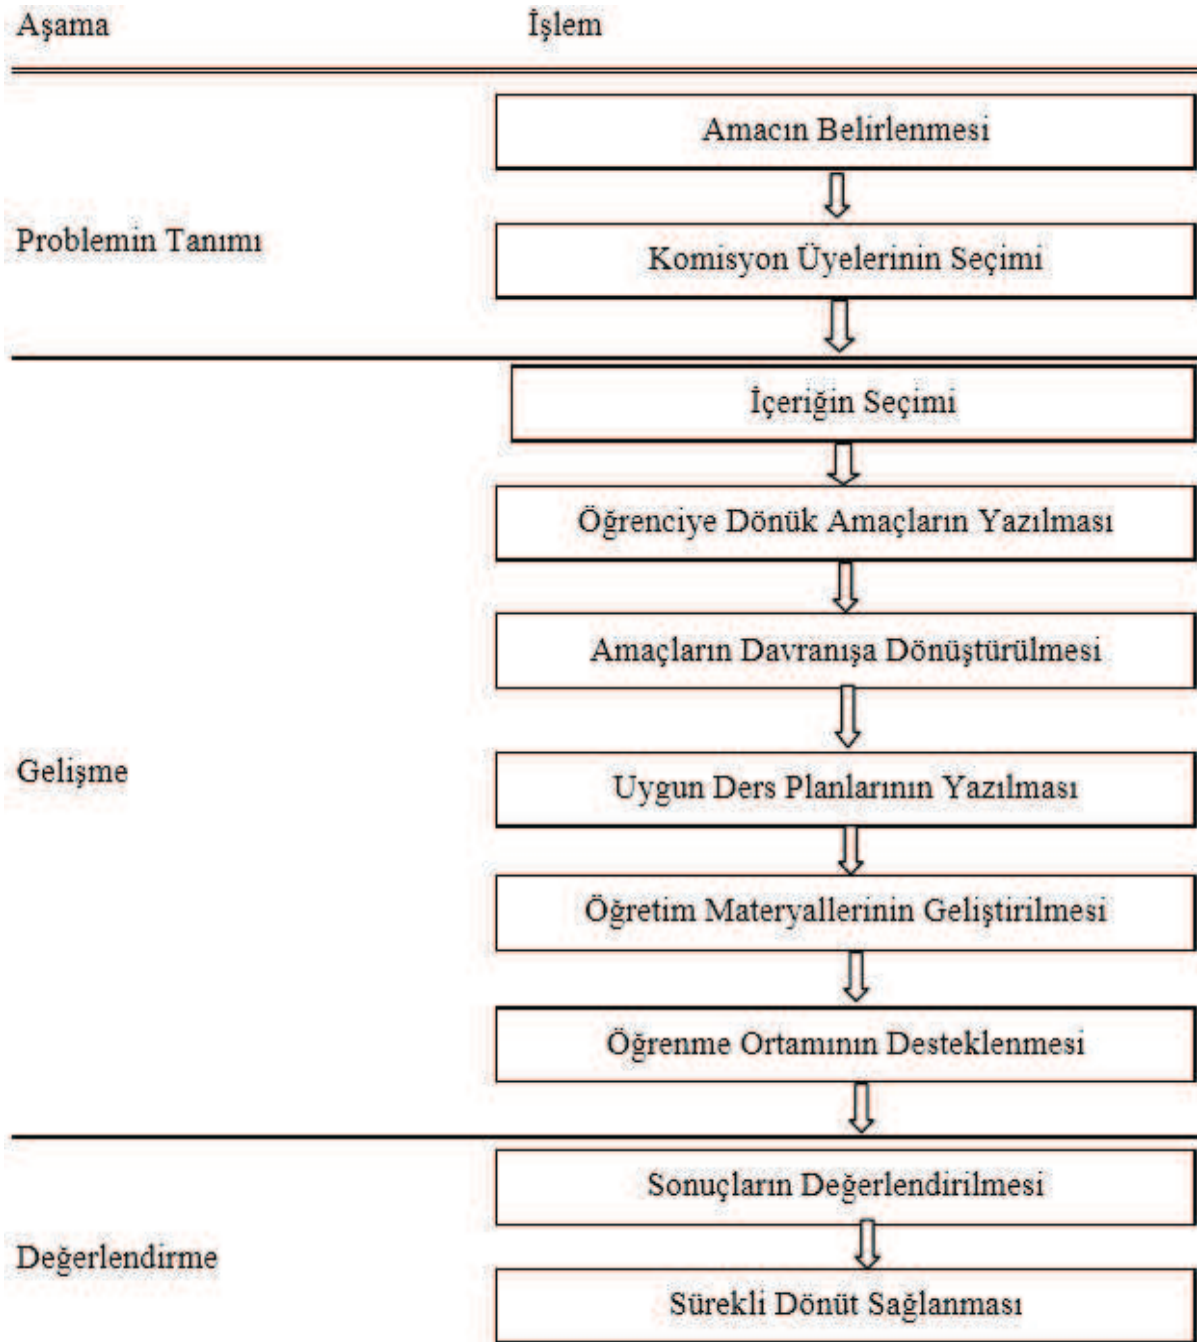 Aşama İşlem
Amacın Belirlenmesi
Problemin Tanımı
Komisyon Üyelerinin Seçimi
İçeriğin Seçimi
Öğrenciye Dönük Amaçların Yazılması
Amaçların Davranışa Dönüştürülmesi
Gelişme
Uygun Ders Planlarının Yazılması
Öğretim Materyallerinin Geliştirilmesi
Öğrenme Ortamının Desteklenmesi
Sonuçların Değerlendirilmesi
Değerlendirme
Sürekli Dönüt Sağlanması